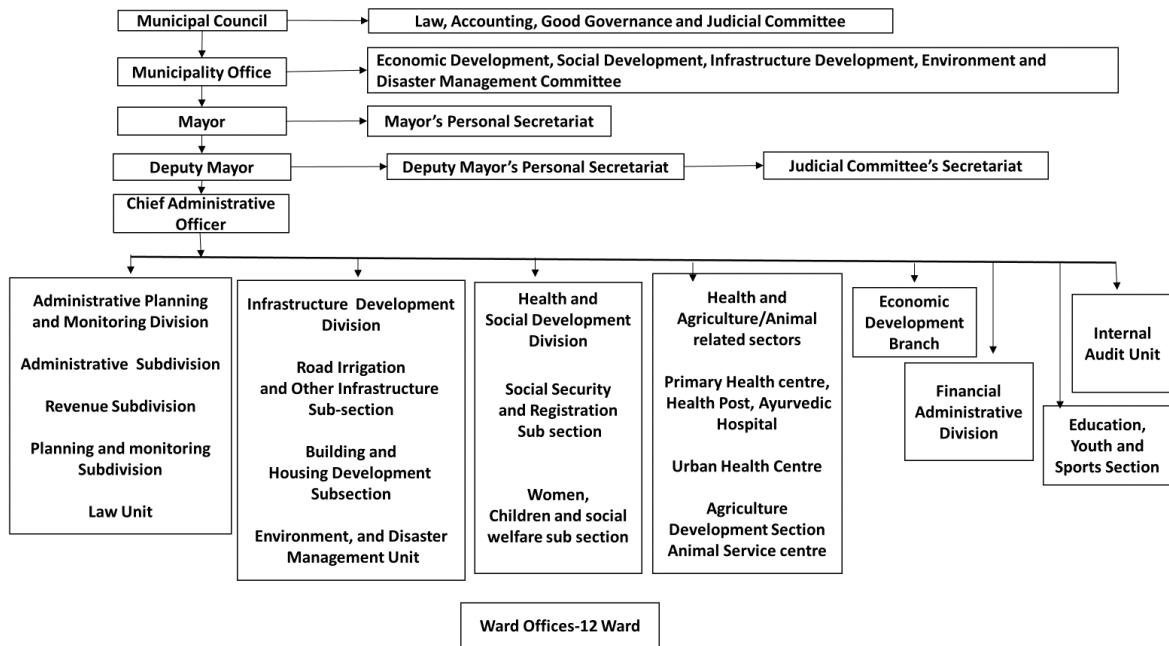 Municipal Council
Law, Accounting, Good Governance and Judicial Committee
Municipality Office
Economic Development, Social Development, Infrastructure Development, Environment and
Disaster Management Committee
Mayor
Mayor's Personal Secretariat
Deputy Mayor
Deputy Mayor's Personal Secretariat
Judicial Committee's Secretariat
Chief Administrative
Officer
Administrative Planning
and Monitoring Division
Administrative Subdivision
Revenue Subdivision
Planning and monitoring
Subdivision
Law Unit
Infrastructure Development
Division
Road Irrigation
and Other Infrastructure
Sub-section
Building and
Housing Development
Subsection
Environment, and Disaster
Management Unit
Health and
Social Development
Division
Social Security
and Registration
Sub section
Women,
Children and social
welfare sub section
Health and
Agriculture/Animal
related sectors
Primary Health centre,
Health Post, Ayurvedic
Hospital
Urban Health Centre
Agriculture
Development Section
Animal Service centre
Economic
Development
Branch
Financial
Administrative
Division
Internal
Audit Unit
Education,
Youth and
Sports Section
Ward Offices-12 Ward